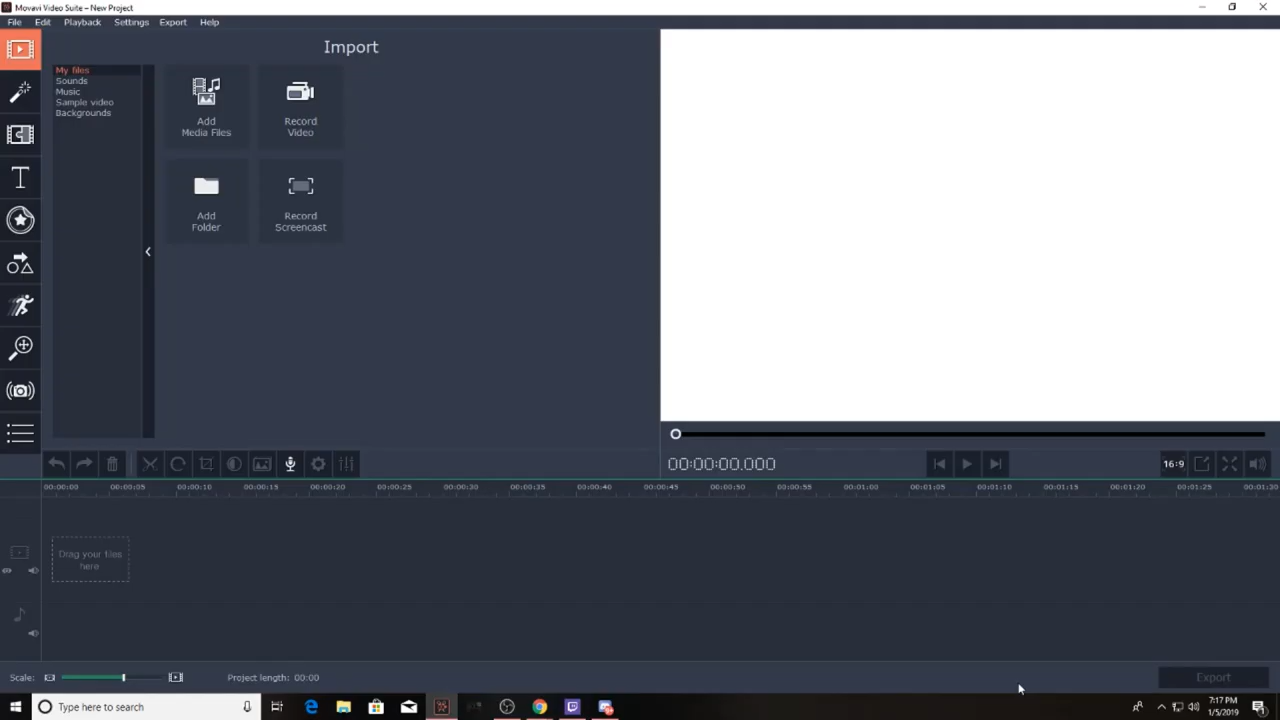 Movavi Video Suite – New Project
File Edit Playback Settings Export Help
Import
My files
Sounds
Music
Sample video
Backgrounds
Add
Media Files
Record
Video
Add
Folder
Record
Screencast
00:00:00.000
16:9
00:00:00 00:00:05 00:00:10 00:00:15 00:00:20 00:00:25 00:00:30 00:00:35 00:00:40 00:00:45 00:00:50 00:00:55 00:01:00 00:01:05 00:01:10 00:01:15 00:01:20 00:01:25 00:01:30
Drag your files
here
Scale:
Project length: 00:00
Export
Type here to search
7:17 PM
1/5/2019
1